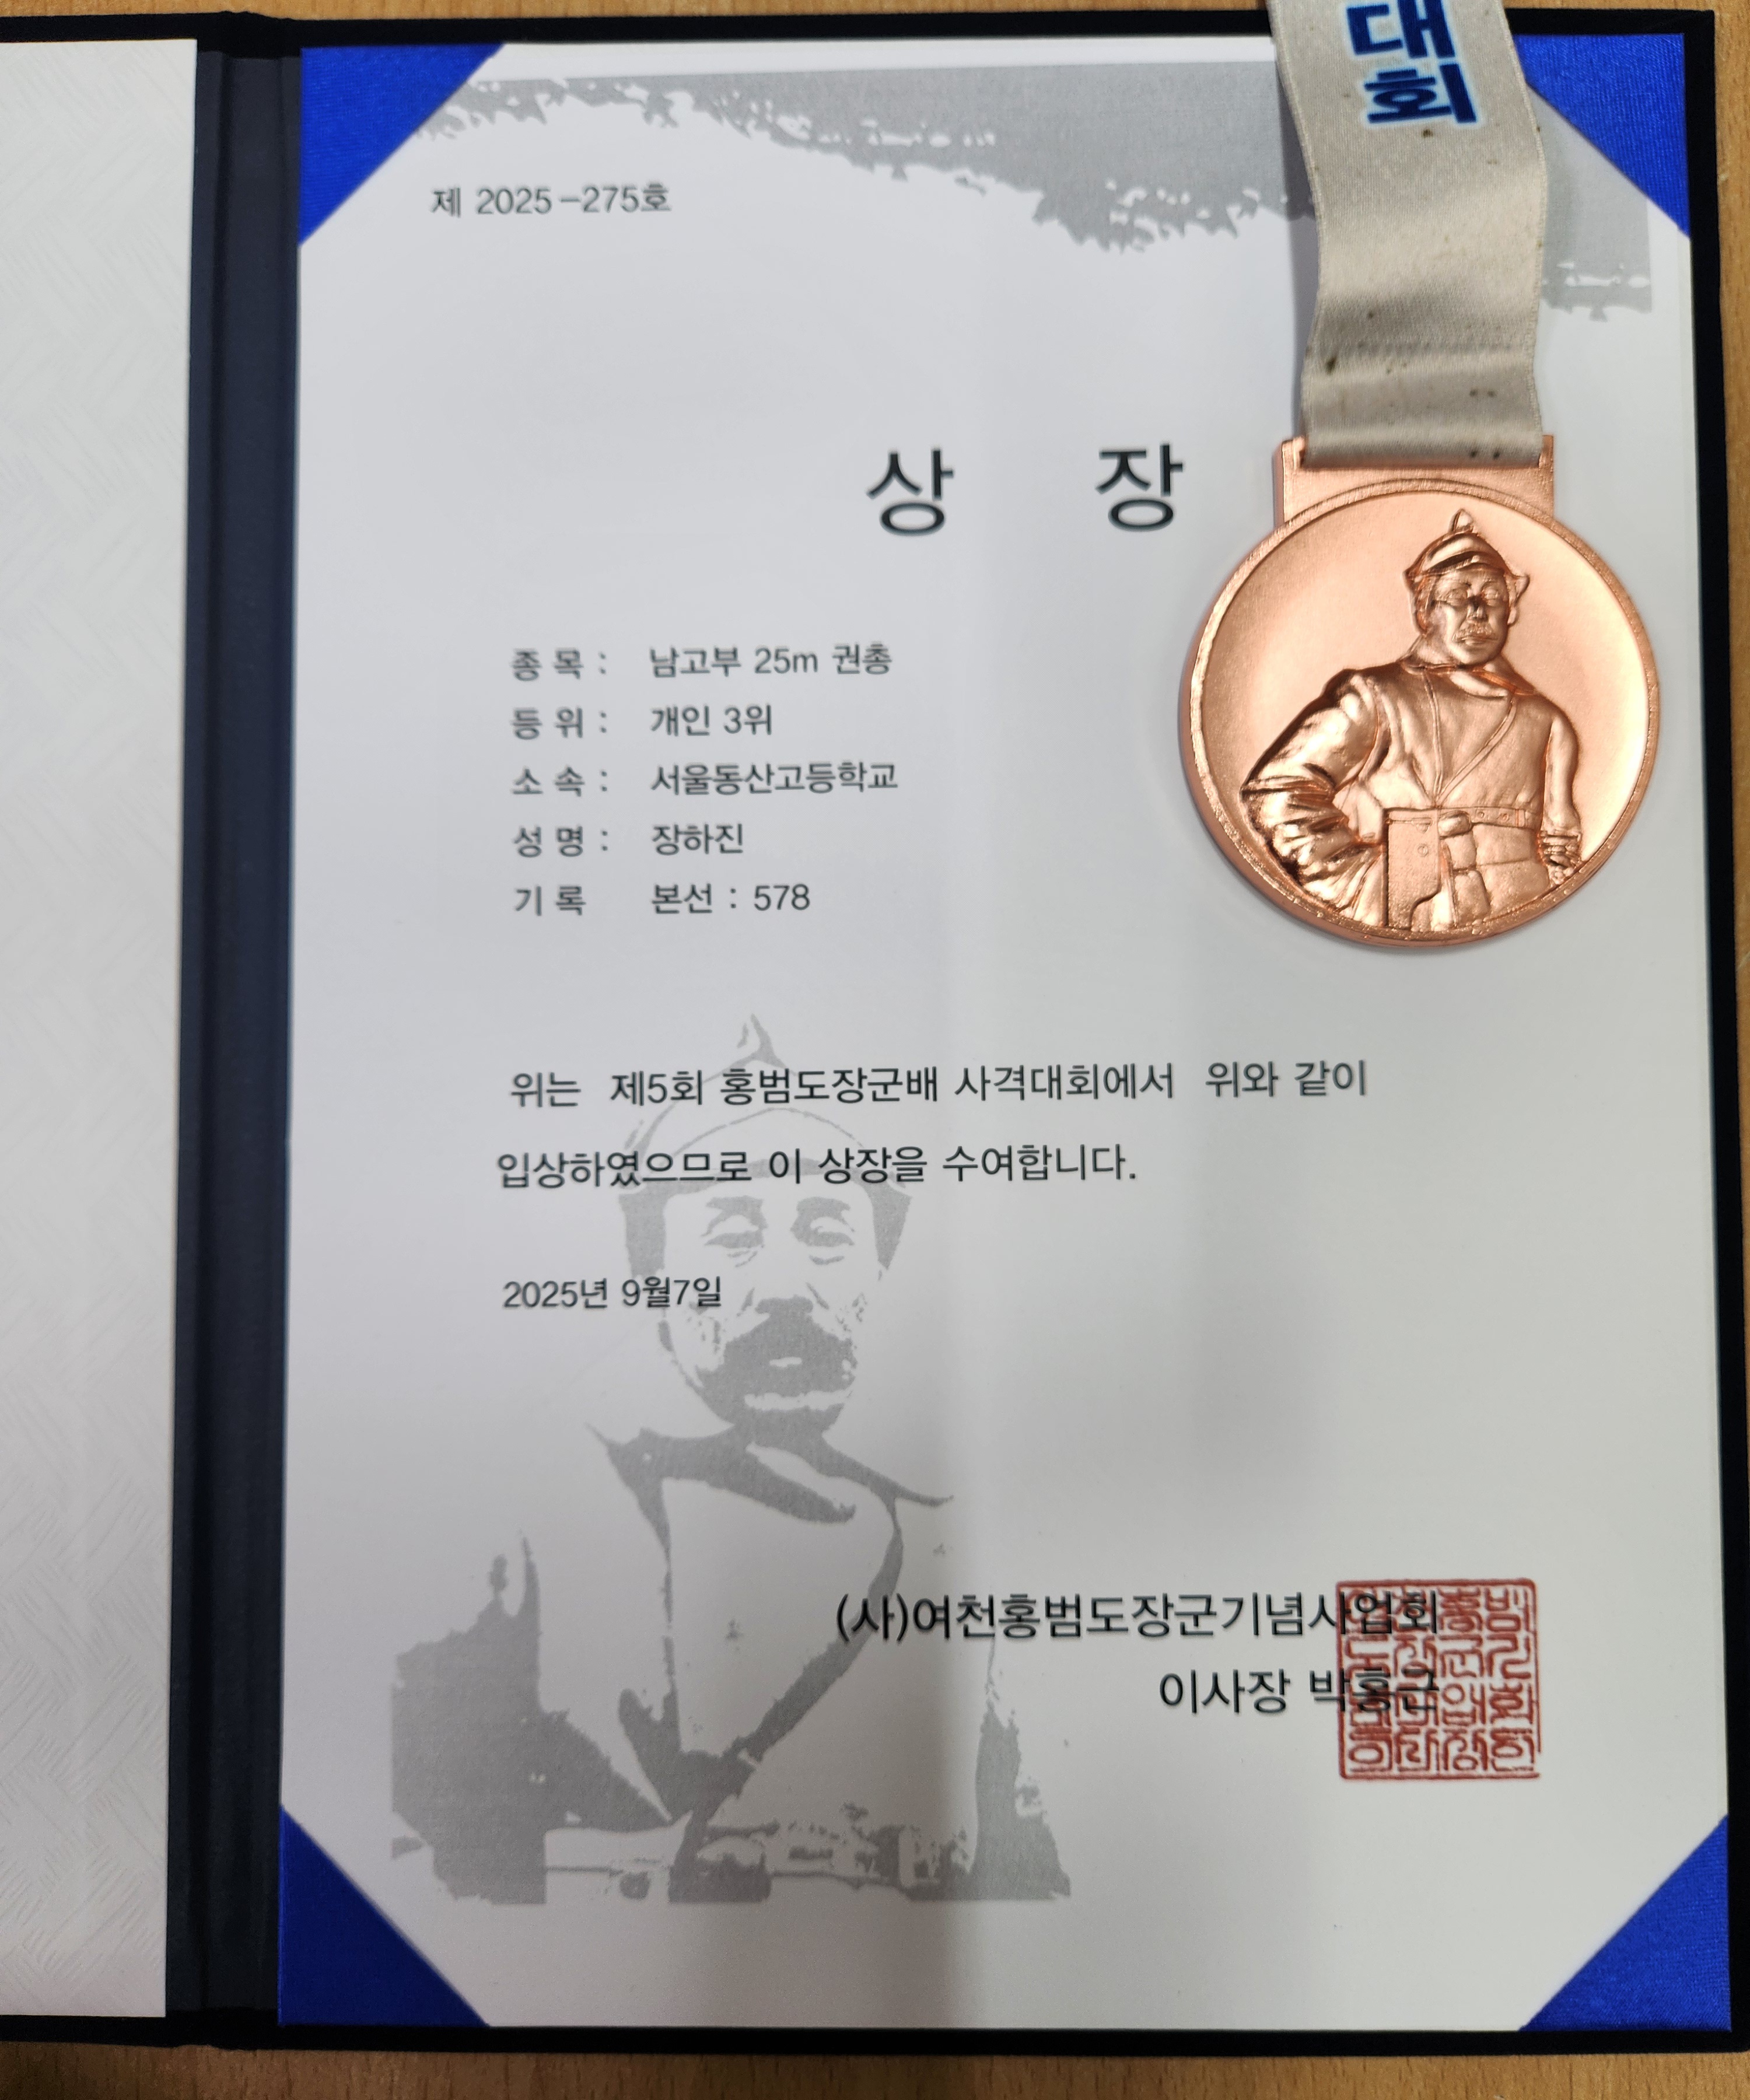 대회
제 2025-275호
상 장
종 목 : 남고부 25m 권총
등 위 : 개인 3위
소 속 : 서울동산고등학교
성 명 : 장하진
기 록 본선 : 578
위는 제5회 홍범도장군배 사격대회에서 위와 같이
입상하였으므로 이 상장을 수여합니다.
2025년 9월7일
(사)여천홍범도장군기념사업회
이사장 박홍근